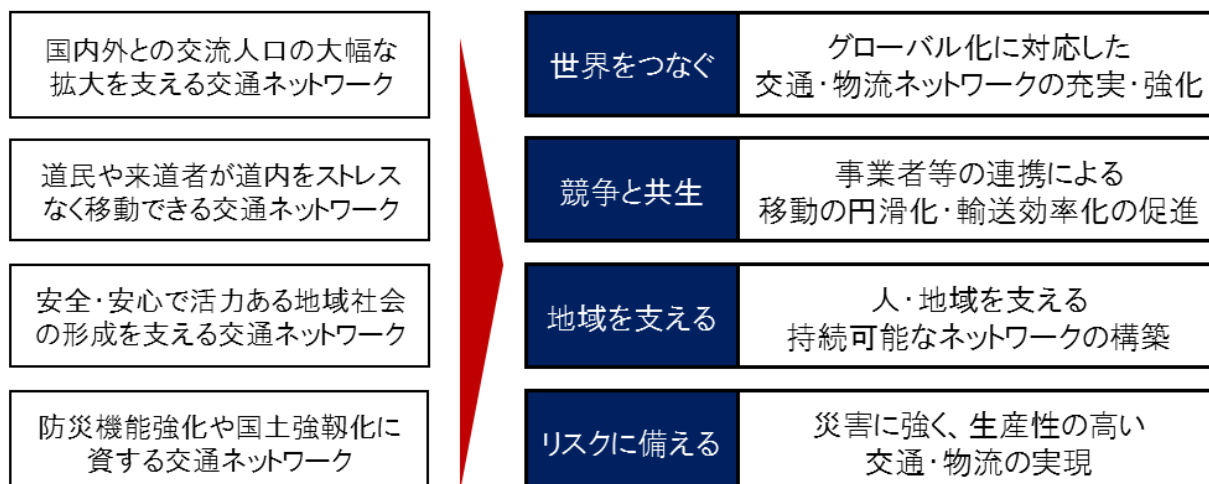 国内外との交流人口の大幅な
拡大を支える交通ネットワーク
道民や来道者が道内をストレス
なく移動できる交通ネットワーク
安全・安心で活力ある地域社会
の形成を支える交通ネットワーク
防災機能強化や国土強靱化に
資する交通ネットワーク
世界をつなぐ
グローバル化に対応した
交通・物流ネットワークの充実・強化
競争と共生
事業者等の連携による
移動の円滑化・輸送効率化の促進
地域を支える
人・地域を支える
持続可能なネットワークの構築
リスクに備える
災害に強く、生産性の高い
交通・物流の実現